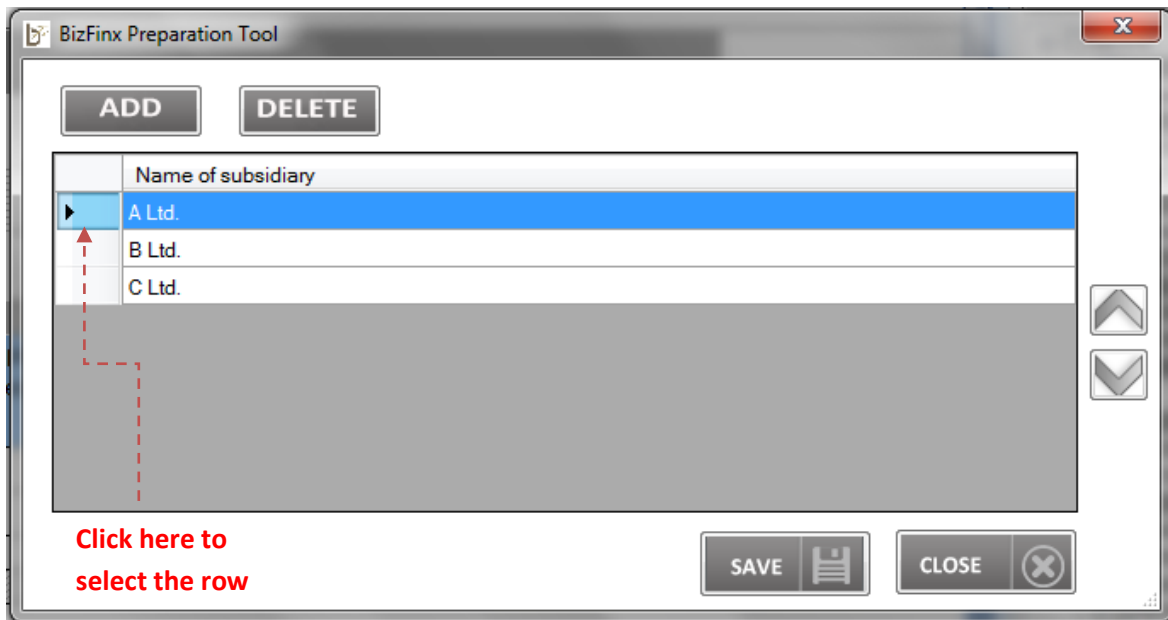 BizFinx Preparation Tool
ADD
DELETE
Name of subsidiary
A Ltd.
B Ltd.
C Ltd.
Click here to
select the row
SAVE
CLOSE